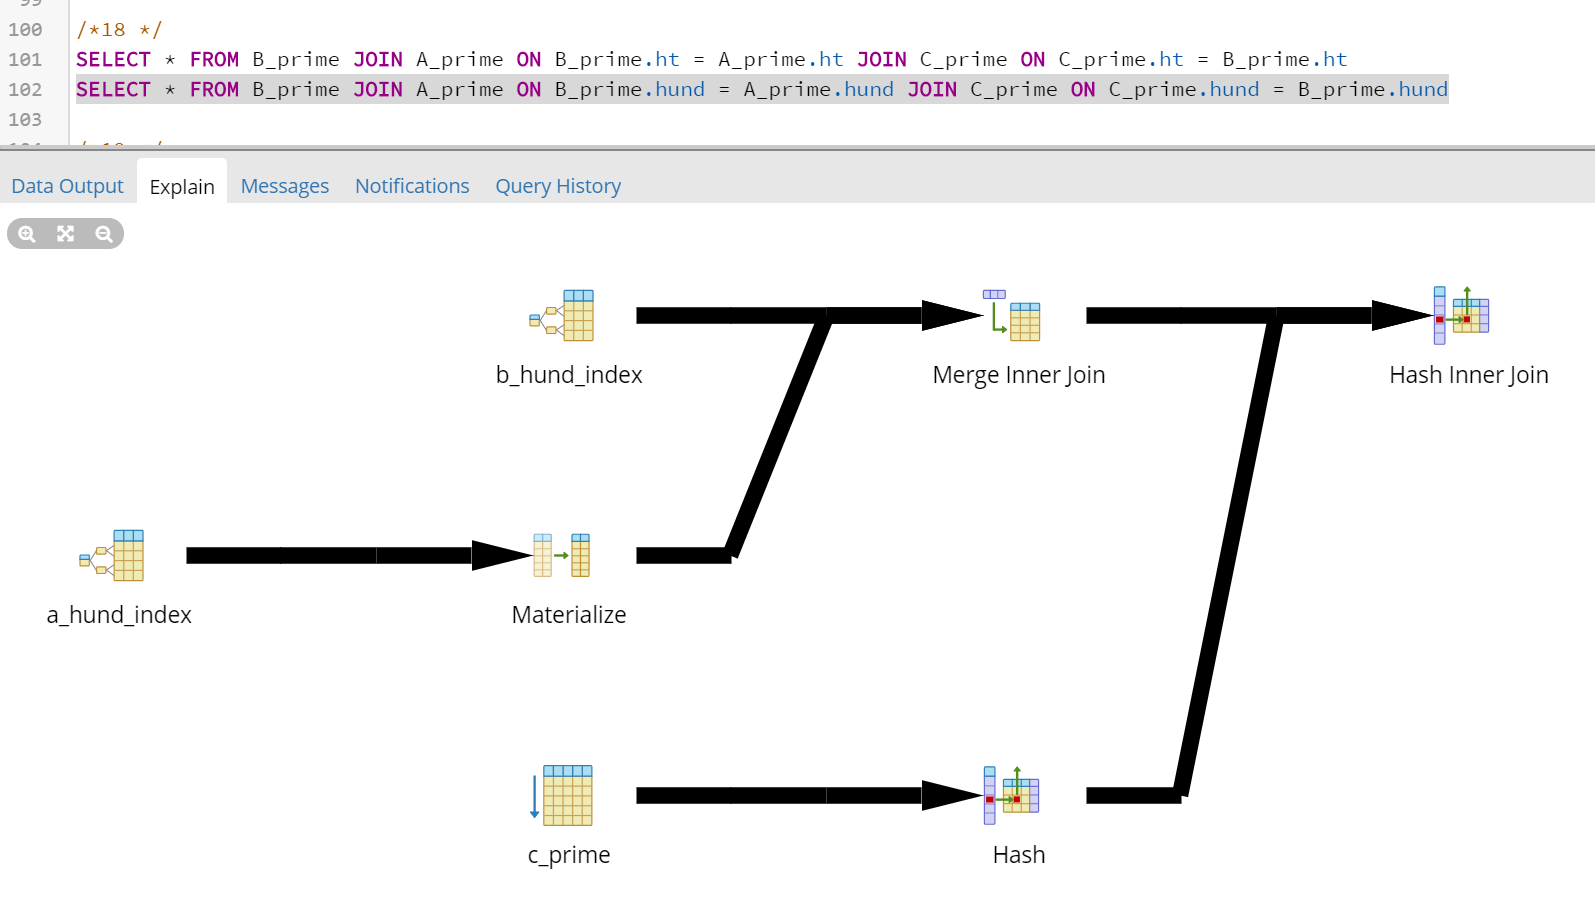 99
100 /*18 */
101 SELECT * FROM B_prime JOIN A_prime ON B_prime.ht = A_prime.ht JOIN C_prime ON C_prime.ht = B_prime.ht
102 SELECT * FROM B_prime JOIN A_prime ON B_prime.hund = A_prime.hund JOIN C_prime ON C_prime.hund = B_prime.hund
103
Data Output Explain Messages Notifications Query History
b_hund_index Merge Inner Join Hash Inner Join
a_hund_index Materialize
c_prime Hash